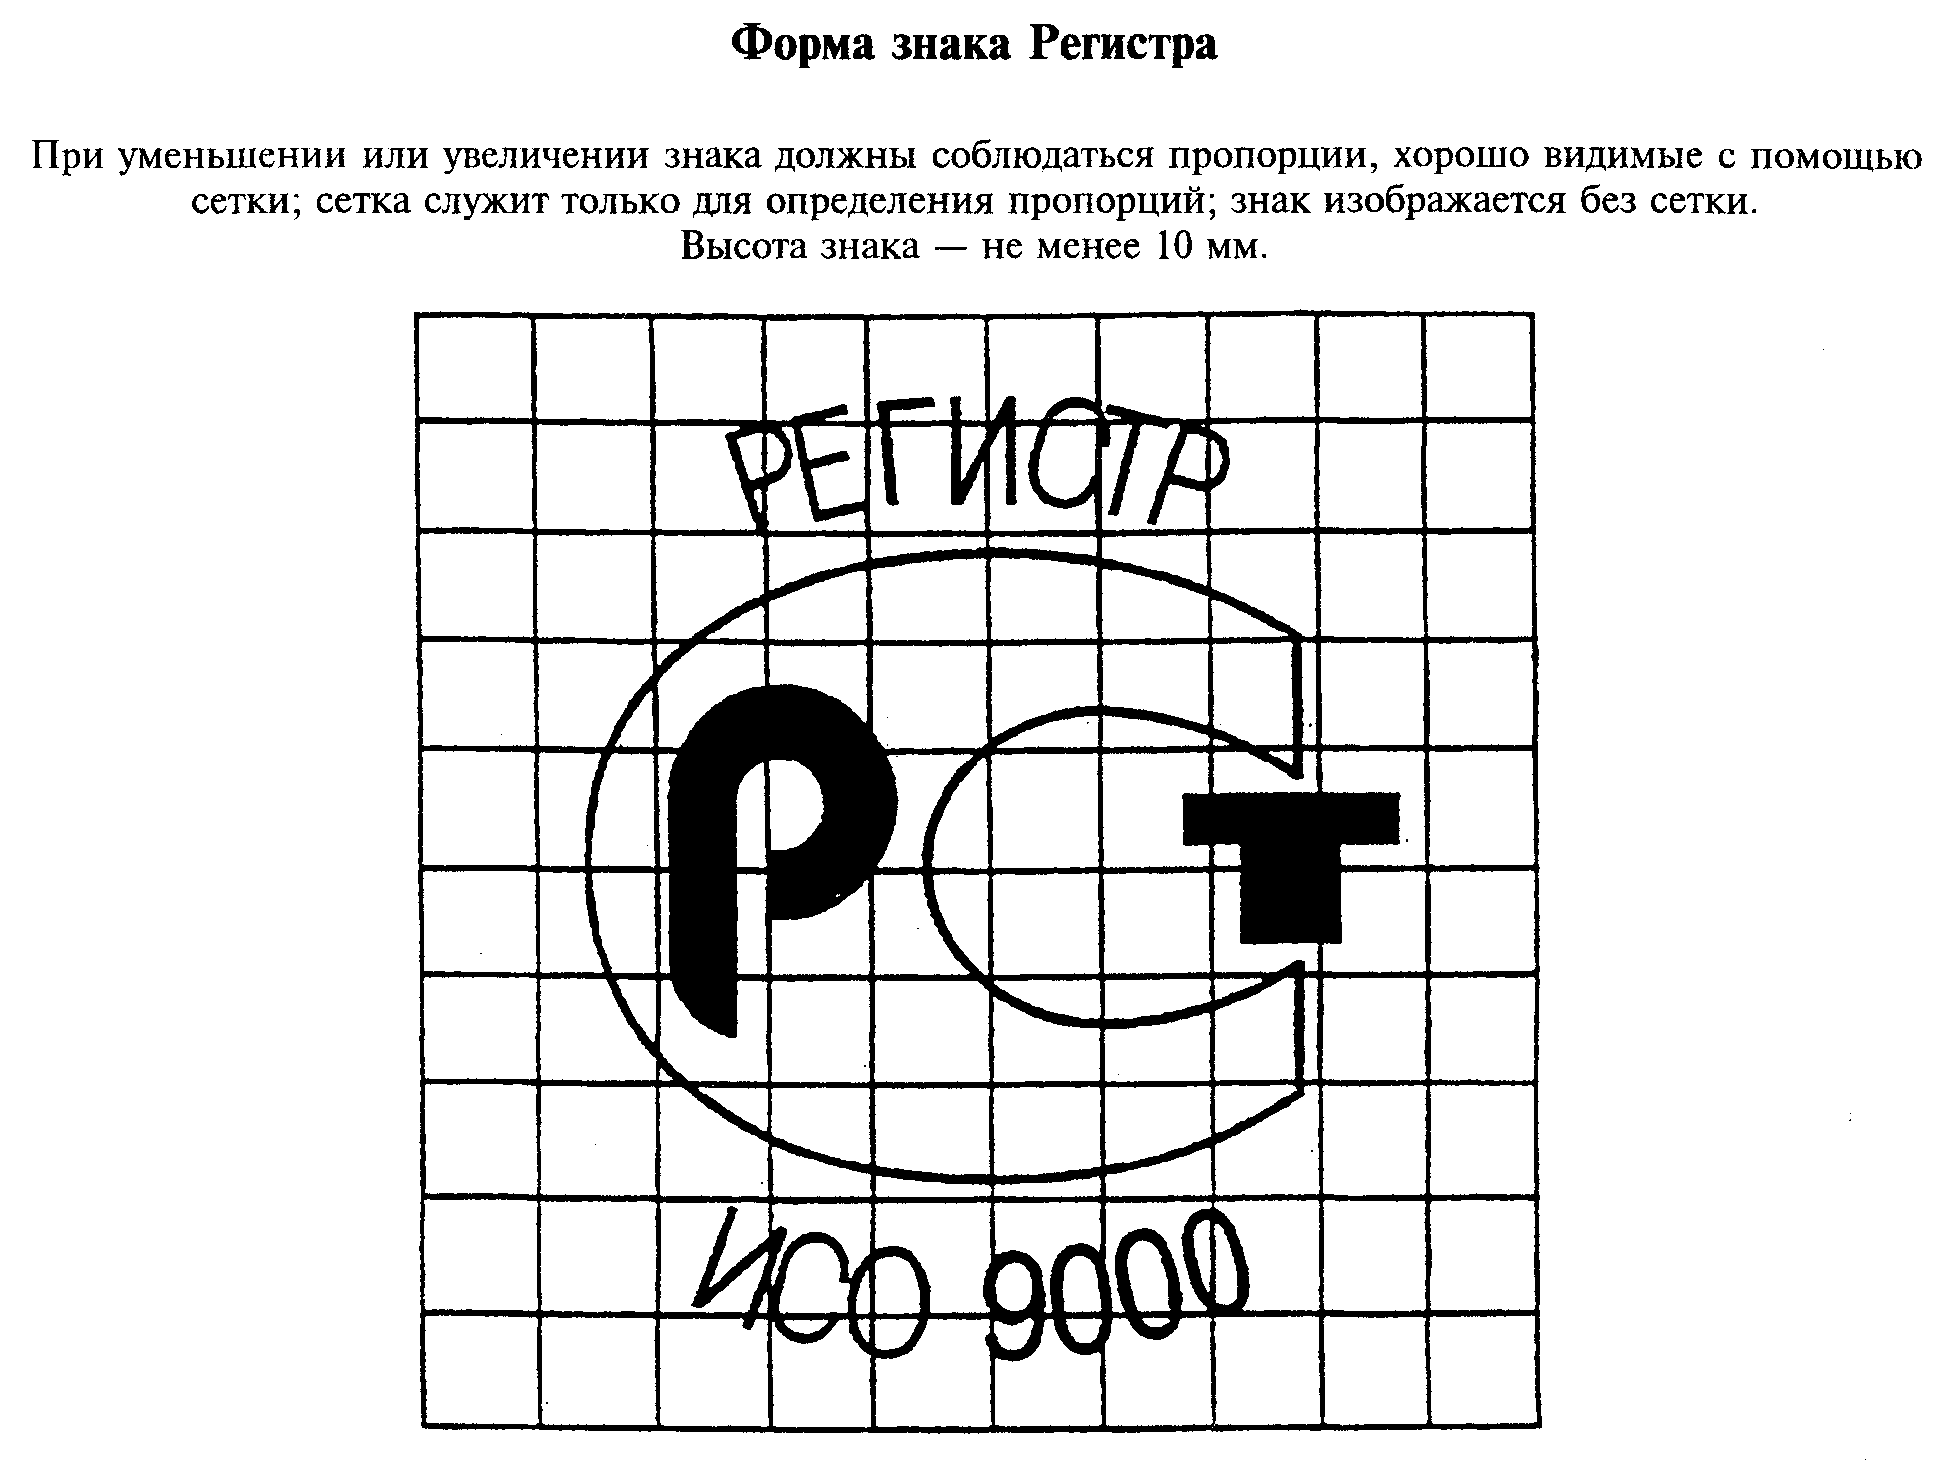 Форма знака Регистра
При уменьшении или увеличении знака должны соблюдаться пропорции, хорошо видимые с помощью
сетки; сетка служит только для определения пропорций; знак изображается без сетки.
Высота знака — не менее 10 мм.
РЕГИСТР
РСТ
ИСО 9000